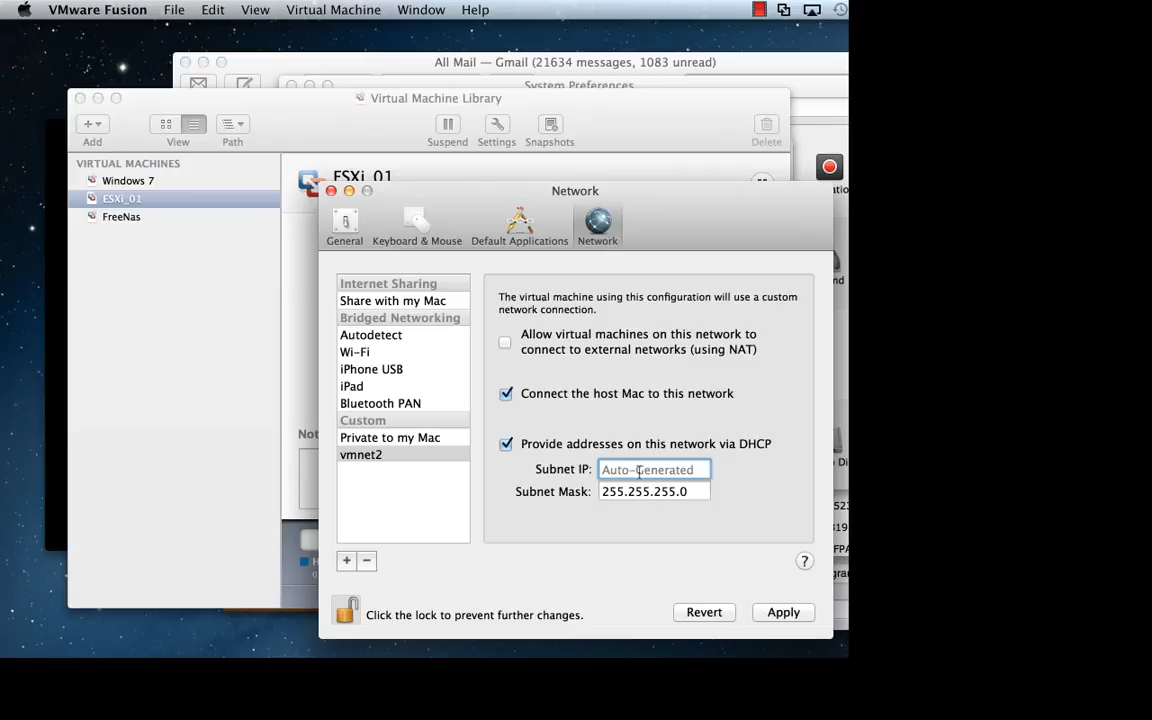 VMware Fusion File Edit View Virtual Machine Window Help
All Mail — Gmail (21634 messages, 1083 unread)
System Preferences
Virtual Machine Library
Add View Path Suspend Settings Snapshots Delete
VIRTUAL MACHINES
Windows 7
ESXi_01
FreeNas
ESXi_01
Network
General Keyboard & Mouse Default Applications Network
Internet Sharing
Share with my Mac
Bridged Networking
Autodetect
Wi-Fi
iPhone USB
iPad
Bluetooth PAN
Custom
Private to my Mac
vmnet2
The virtual machine using this configuration will use a custom
network connection.
Allow virtual machines on this network to
connect to external networks (using NAT)
Connect the host Mac to this network
Provide addresses on this network via DHCP
Subnet IP: Auto-Generated
Subnet Mask: 255.255.255.0
+ −
?
Click the lock to prevent further changes.
Revert Apply